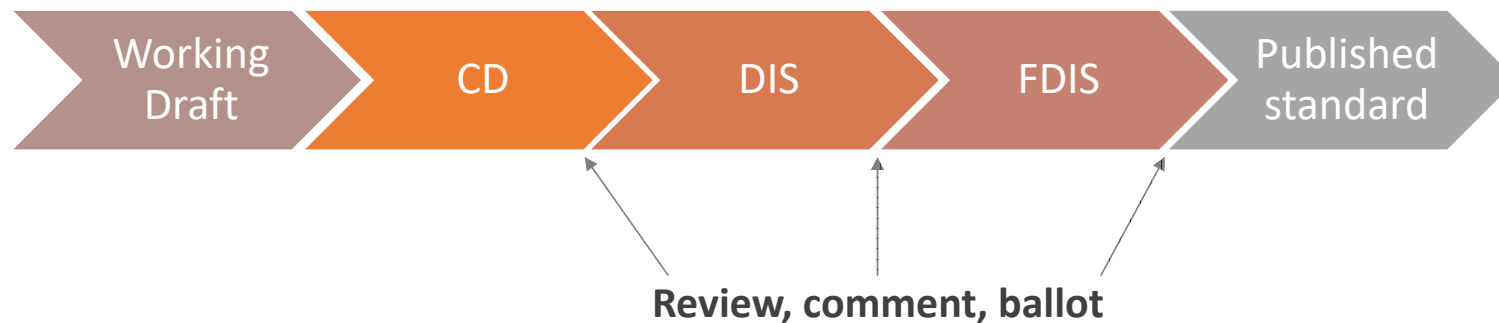 Working
Draft
CD
DIS
FDIS
Published
standard
Review, comment, ballot